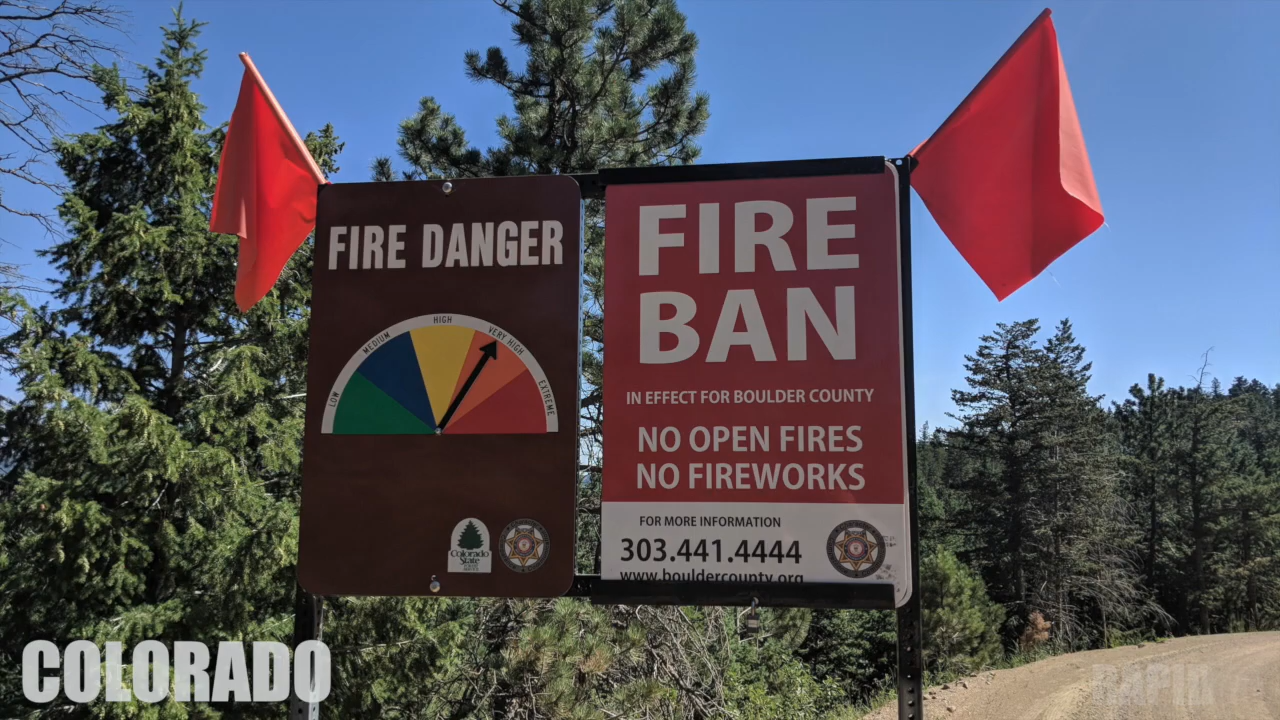 FIRE DANGER
LOW
MEDIUM
HIGH
VERY HIGH
EXTREME
Colorado
State
FIRE
BAN
IN EFFECT FOR BOULDER COUNTY
NO OPEN FIRES
NO FIREWORKS
FOR MORE INFORMATION
303.441.4444
www.bouldercounty.org
COLORADO